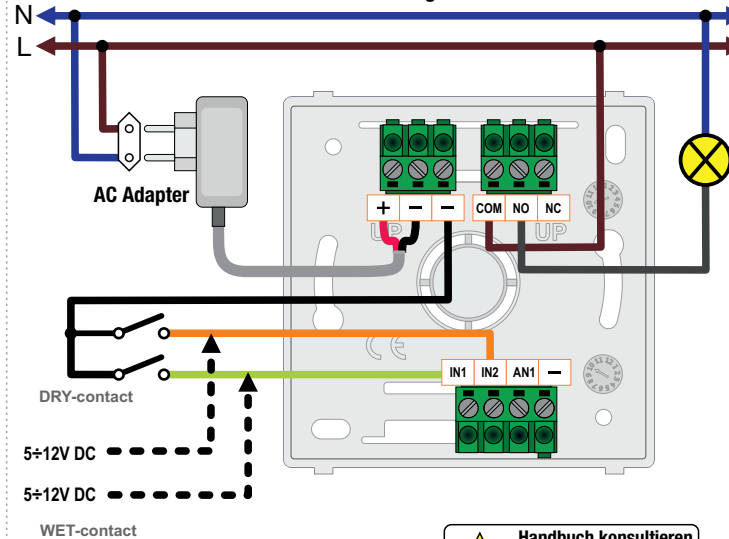 N
L
AC Adapter
+ − −
COM NO NC
UP
UP
CE
IN1 IN2 AN1 −
DRY-contact
5÷12V DC
5÷12V DC
WET-contact
Handbuch konsultieren